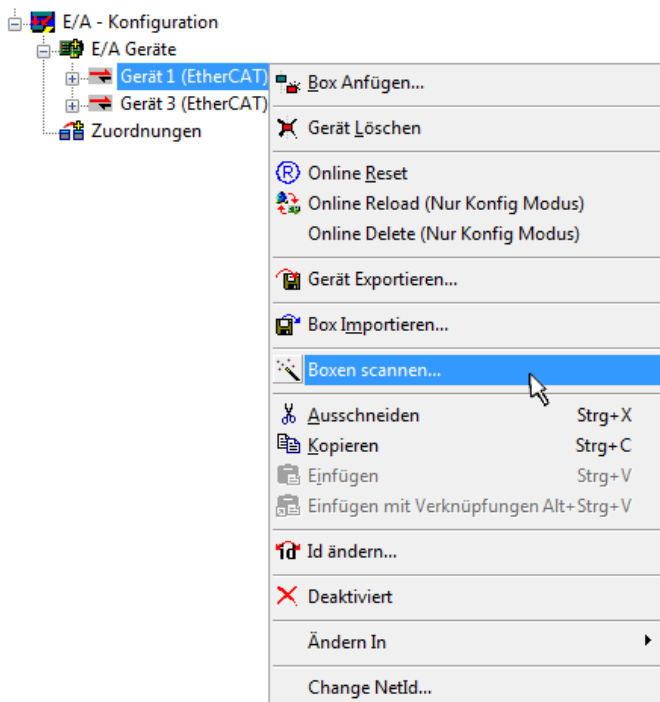 E/A - Konfiguration
E/A Geräte
Gerät 1 (EtherCAT)
Gerät 3 (EtherCAT)
Zuordnungen
Box Anfügen...
Gerät Löschen
Online Reset
Online Reload (Nur Konfig Modus)
Online Delete (Nur Konfig Modus)
Gerät Exportieren...
Box Importieren...
Boxen scannen...
Ausschneiden Strg+X
Kopieren Strg+C
Einfügen Strg+V
Einfügen mit Verknüpfungen Alt+Strg+V
Id ändern...
Deaktiviert
Ändern In
Change NetId...